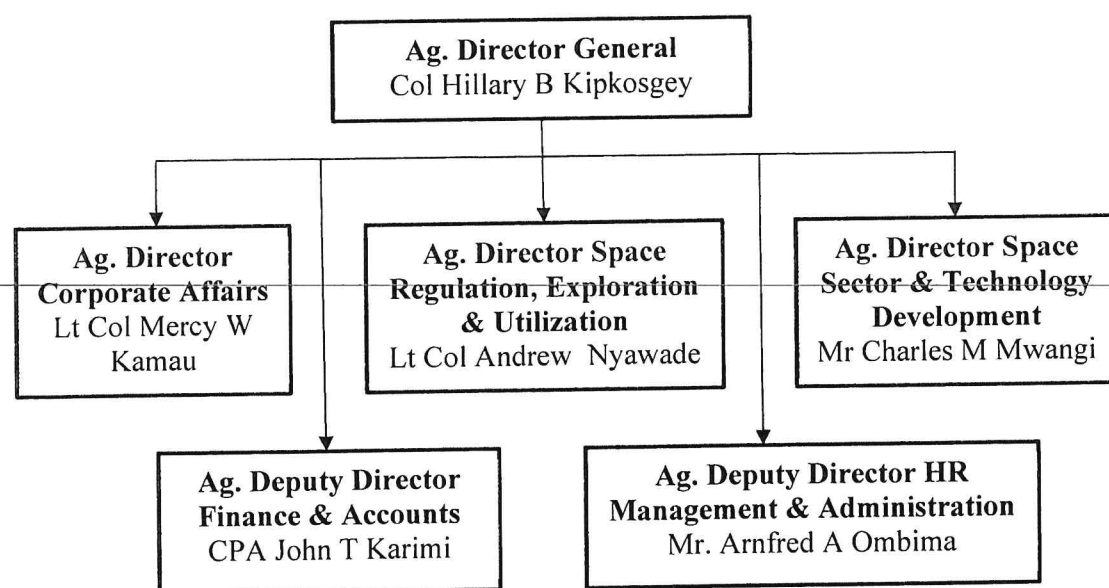 Ag. Director General
Col Hillary B Kipkosgey
Ag. Director
Corporate Affairs
Lt Col Mercy W
Kamau
Ag. Director Space
Regulation, Exploration
& Utilization
Lt Col Andrew Nyawade
Ag. Director Space
Sector & Technology
Development
Mr Charles M Mwangi
Ag. Deputy Director
Finance & Accounts
CPA John T Karimi
Ag. Deputy Director HR
Management & Administration
Mr. Arnfred A Ombima